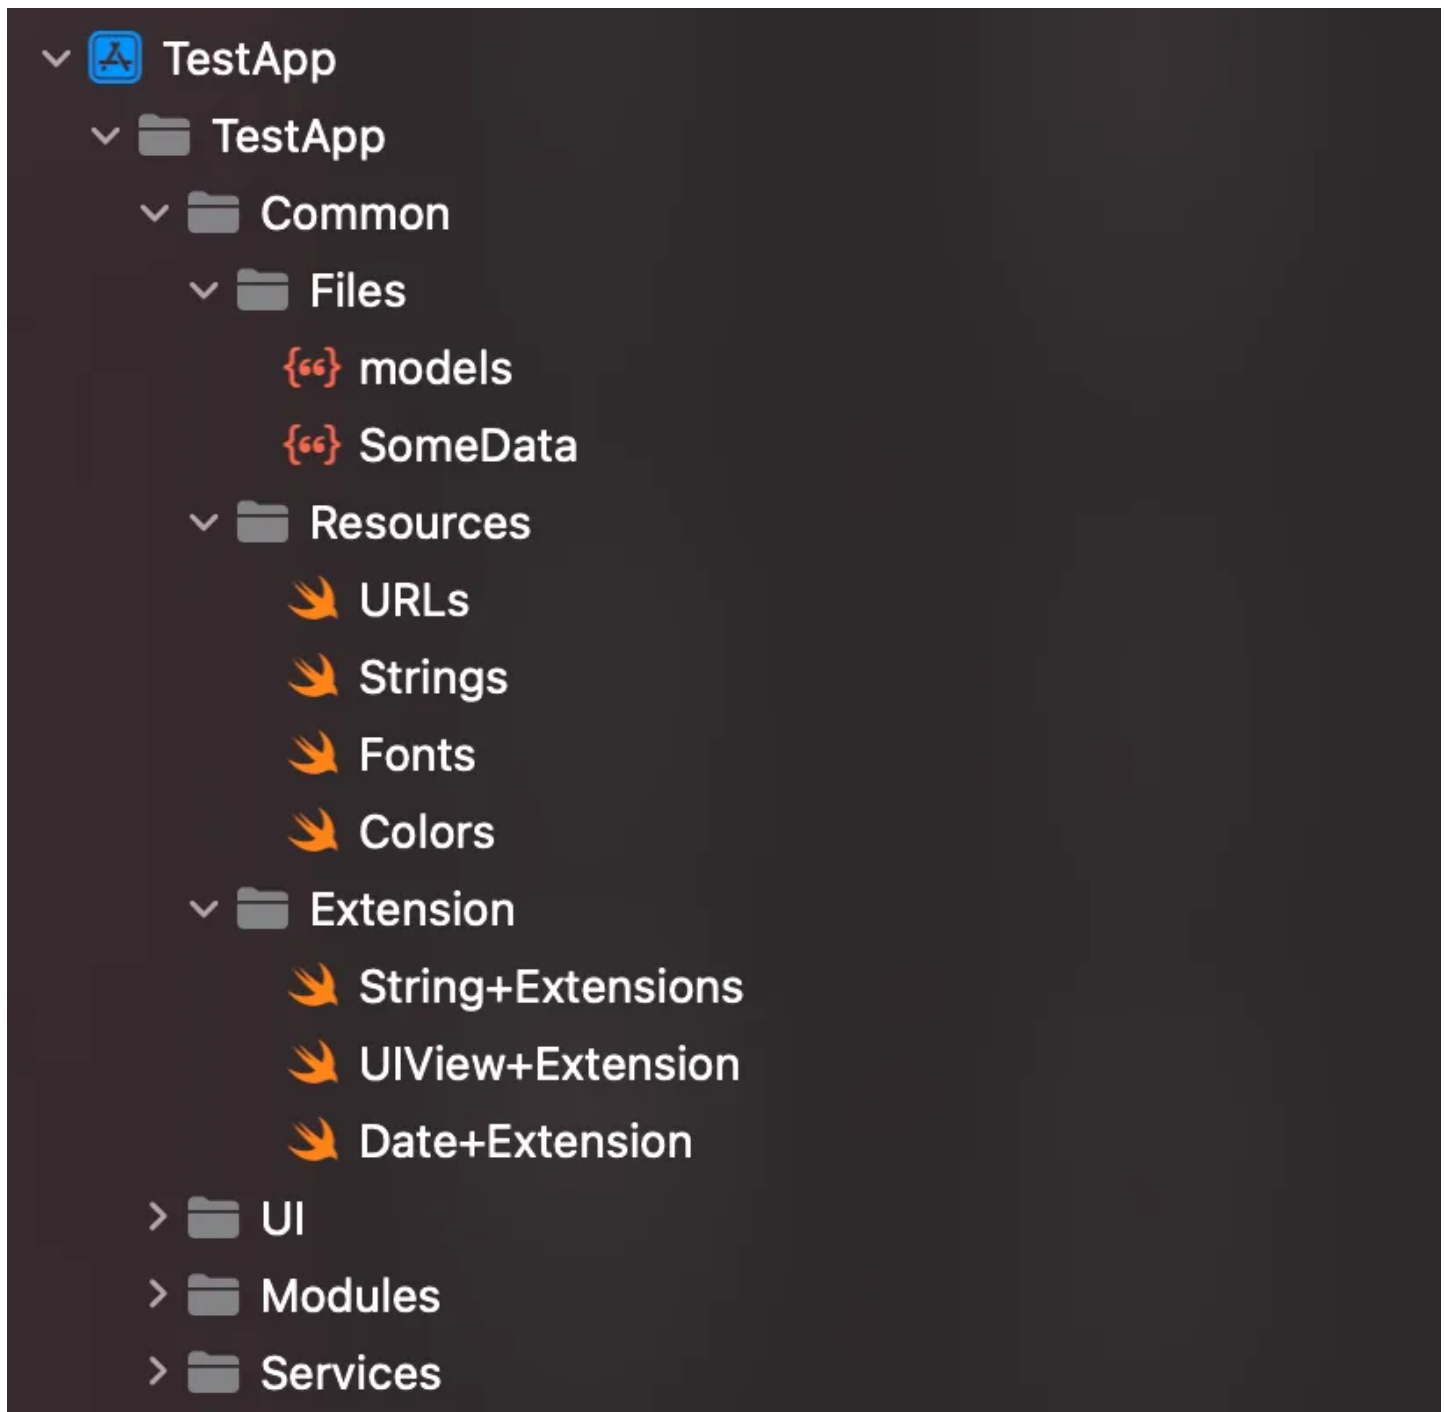 TestApp
TestApp
Common
Files
models
SomeData
Resources
URLs
Strings
Fonts
Colors
Extension
String+Extensions
UIView+Extension
Date+Extension
UI
Modules
Services